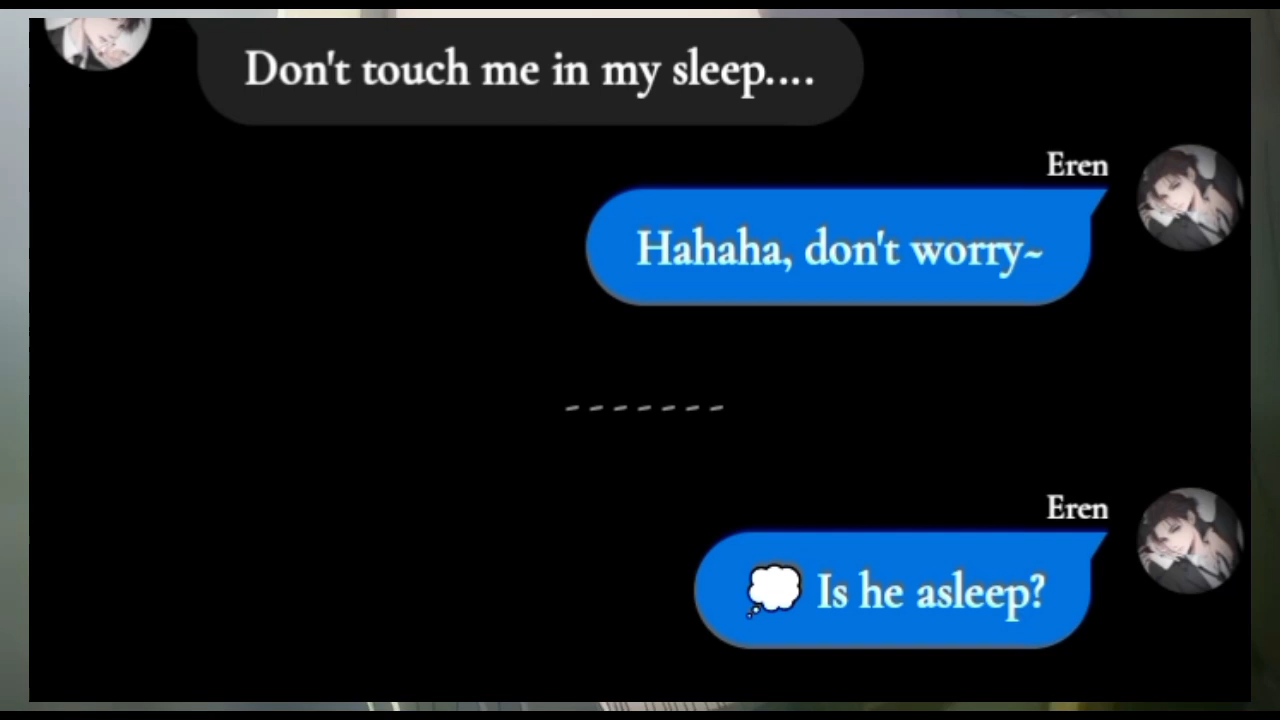 Don't touch me in my sleep....
Eren
Hahaha, don't worry~
-------
Eren
💭 Is he asleep?